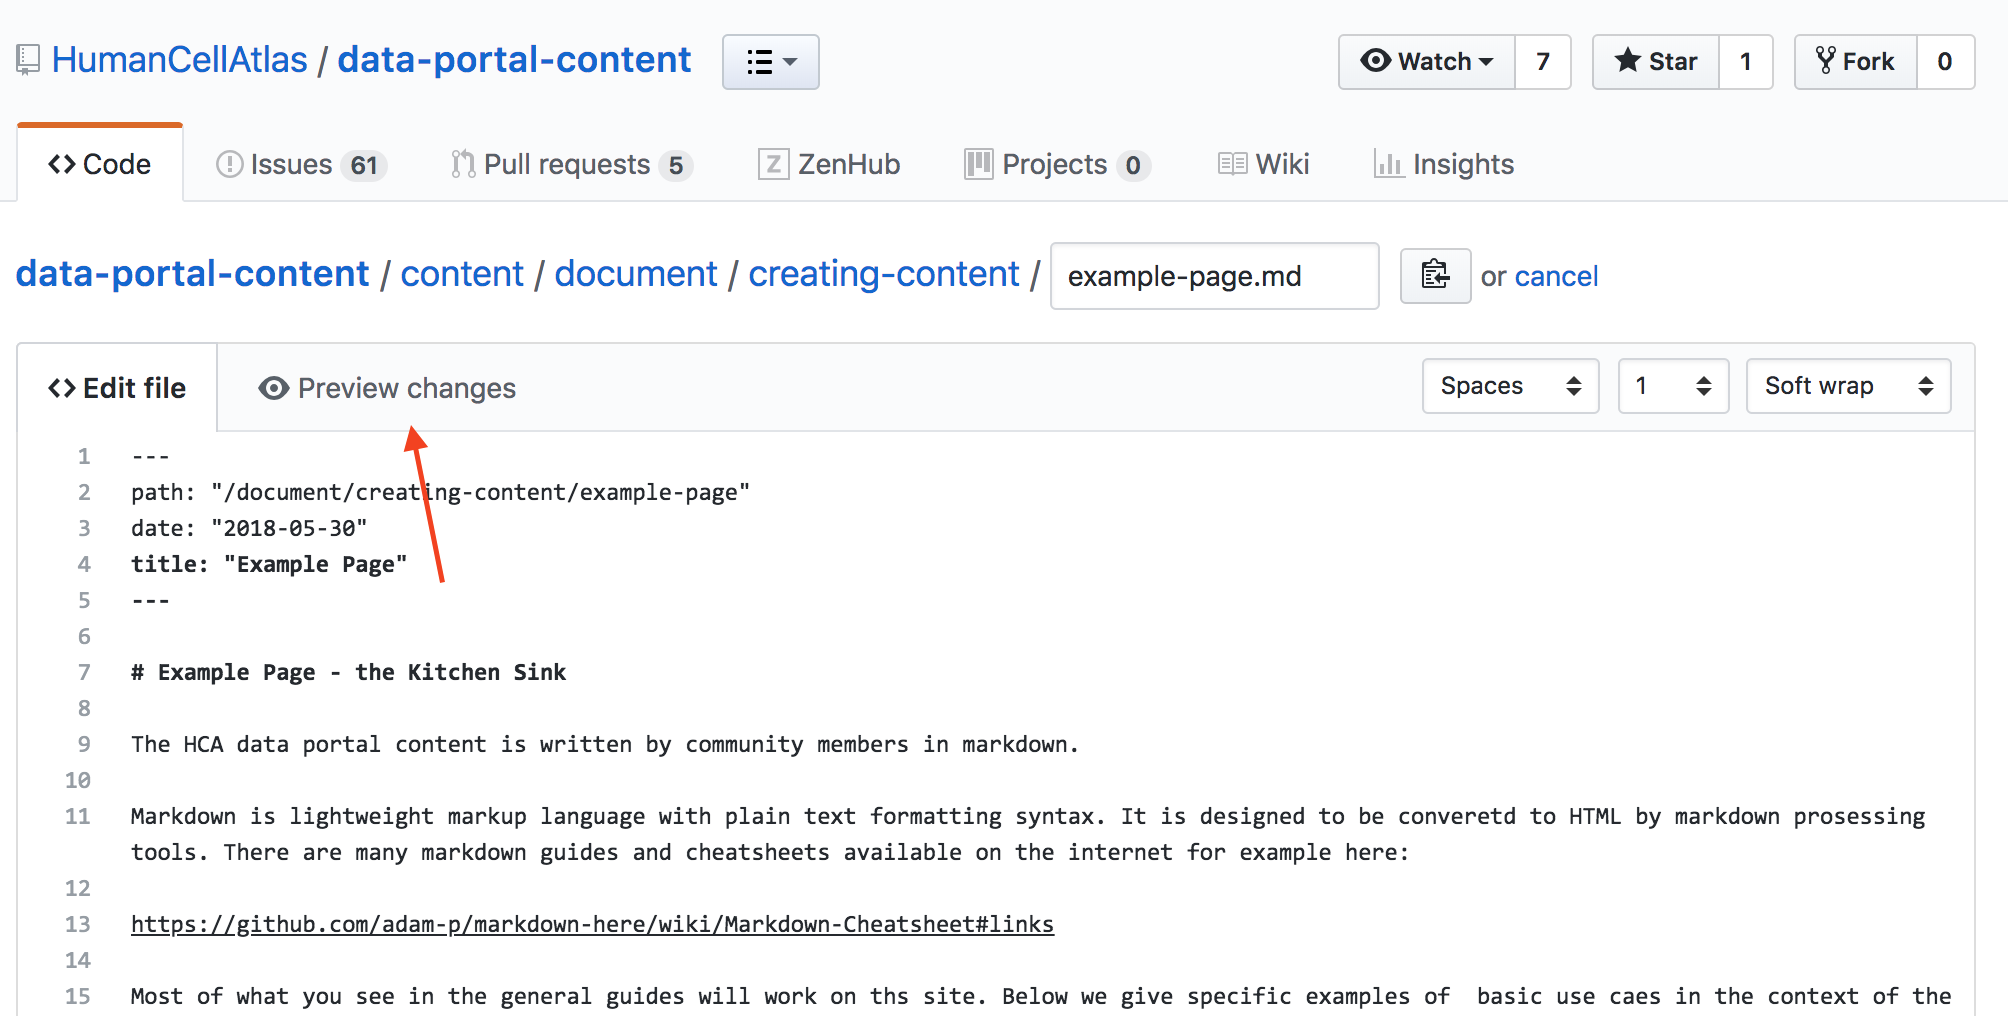 HumanCellAtlas / data-portal-content
Watch 7 Star 1 Fork 0
Code Issues 61 Pull requests 5 ZenHub Projects 0 Wiki Insights
data-portal-content / content / document / creating-content / example-page.md or cancel
Edit file Preview changes Spaces 1 Soft wrap
1 ---
2 path: "/document/creating-content/example-page"
3 date: "2018-05-30"
4 title: "Example Page"
5 ---
6
7 # Example Page - the Kitchen Sink
8
9 The HCA data portal content is written by community members in markdown.
10
11 Markdown is lightweight markup language with plain text formatting syntax. It is designed to be converetd to HTML by markdown prosessing
tools. There are many markdown guides and cheatsheets available on the internet for example here:
12
13 https://github.com/adam-p/markdown-here/wiki/Markdown-Cheatsheet#links
14
15 Most of what you see in the general guides will work on ths site. Below we give specific examples of  basic use caes in the context of the